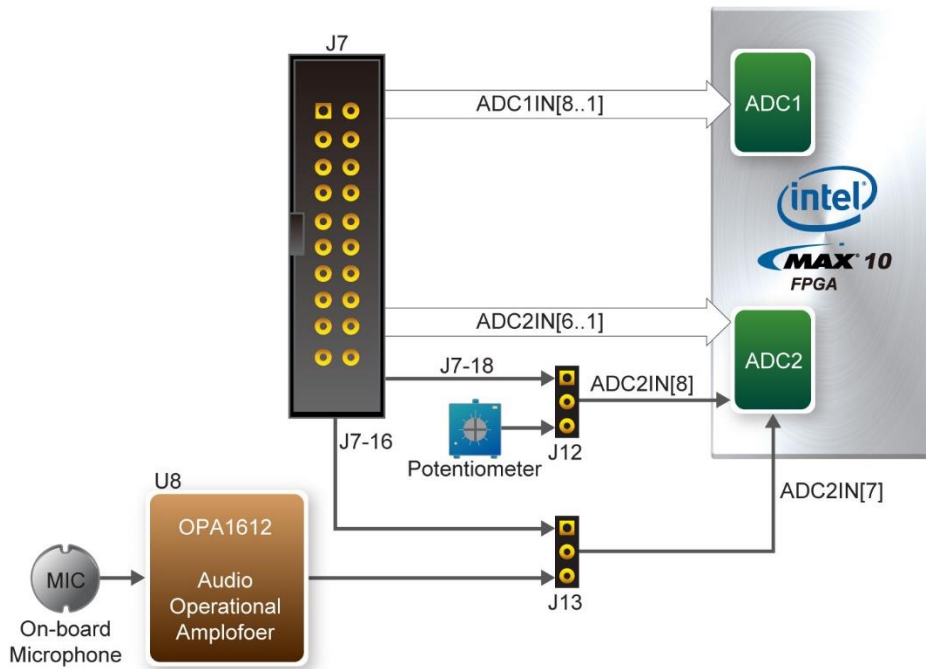 J7
ADC1IN[8..1]
ADC1
intel
MAX 10
FPGA
ADC2IN[6..1]
ADC2
J7-18
ADC2IN[8]
J7-16
Potentiometer
J12
ADC2IN[7]
U8
OPA1612
Audio
Operational
Amplofoer
MIC
On-board
Microphone
J13